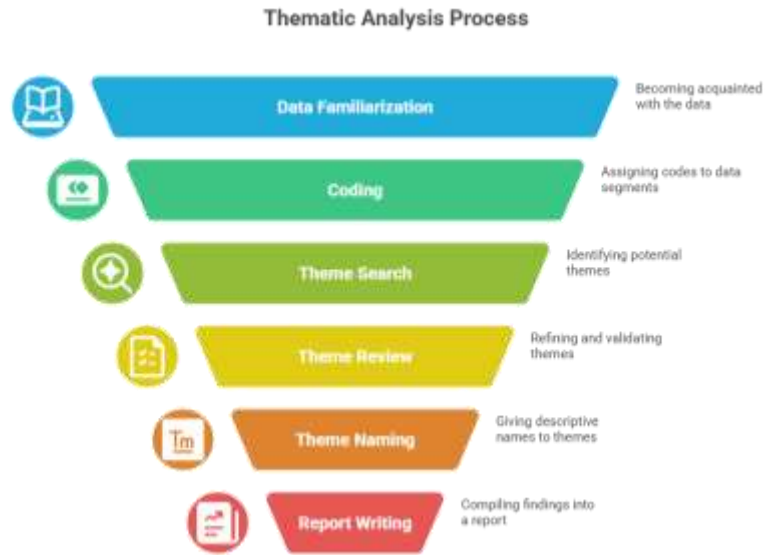 Thematic Analysis Process
Data Familiarization
Becoming acquainted
with the data
Coding
Assigning codes to data
segments
Theme Search
Identifying potential
themes
Theme Review
Refining and validating
themes
Tm
Theme Naming
Giving descriptive
names to themes
Report Writing
Compiling findings into
a report